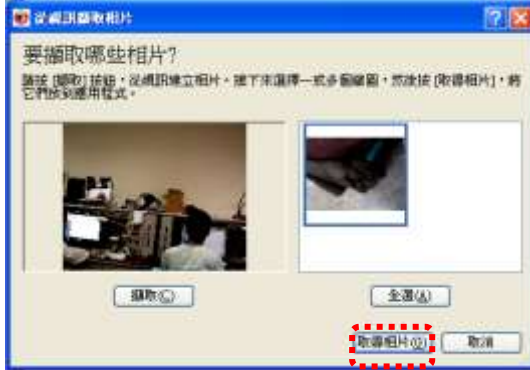 從視訊擷取相片
要擷取哪些相片?
請按 [擷取] 按鈕，從視訊建立相片。接下來選擇一或多個縮圖，然後按 [取得相片]，將
它們放到應用程式。
擷取(C)
全選(A)
取得相片(G)
取消